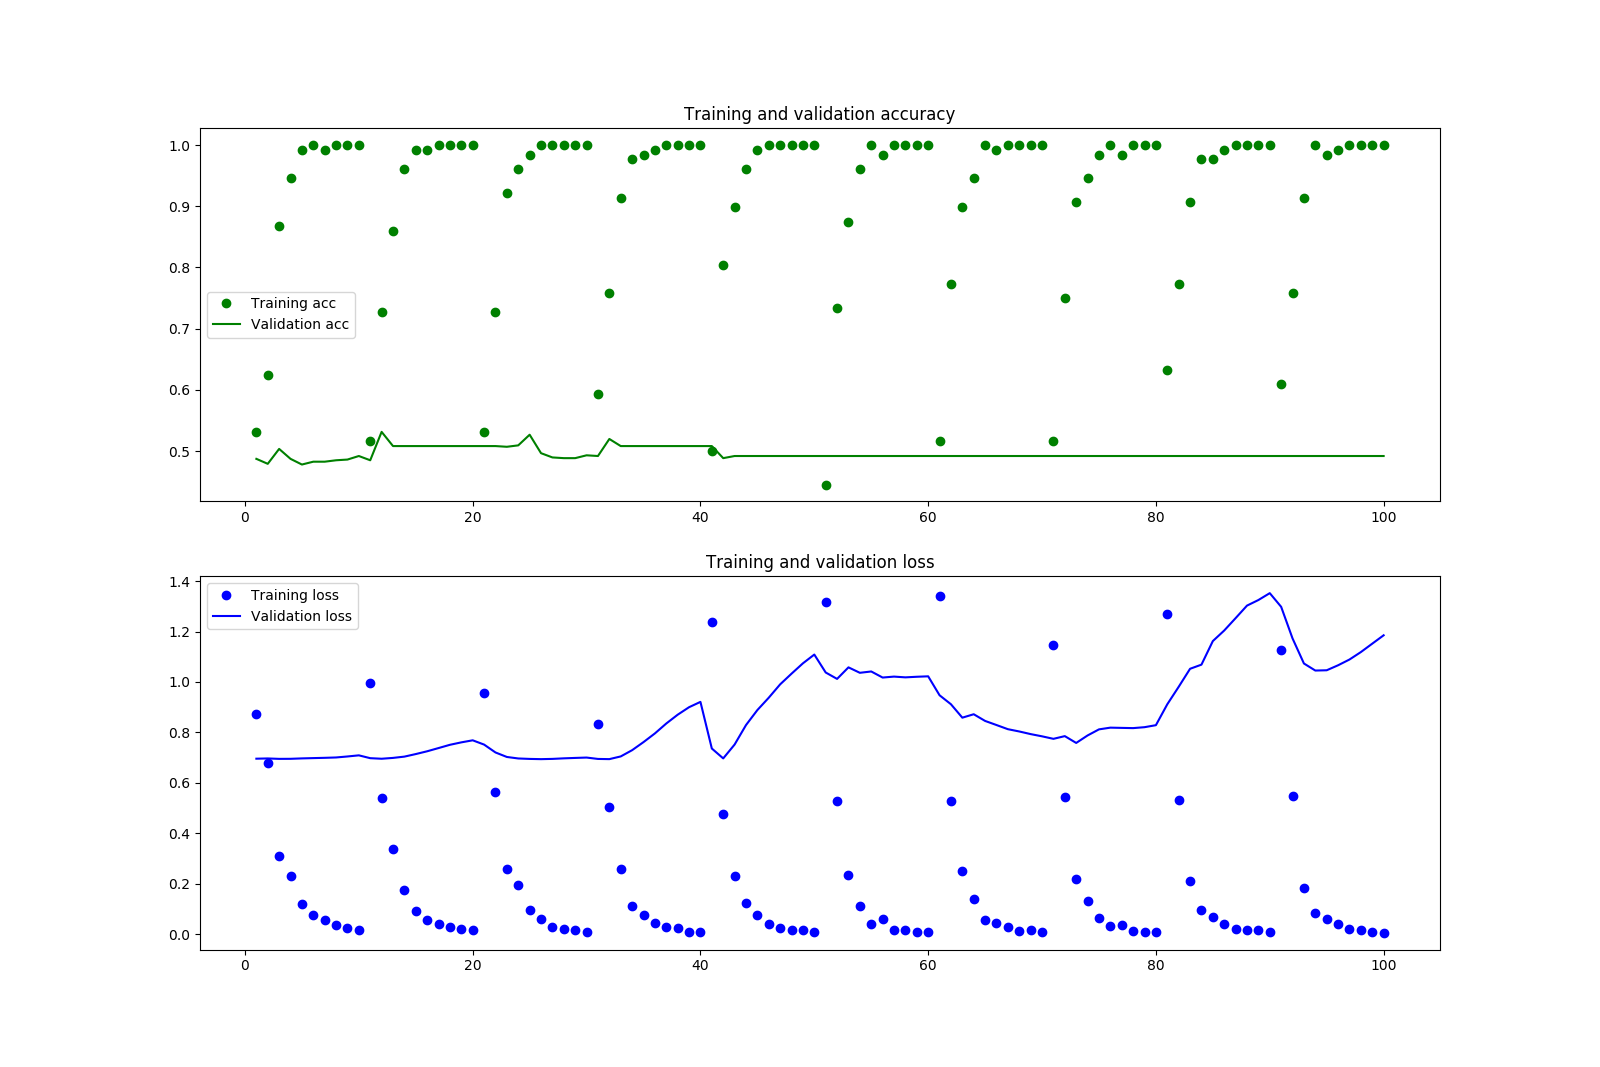 Training and validation accuracy
1.0
0.9
0.8
0.7
0.6
0.5
Training acc
Validation acc
0 20 40 60 80 100
Training and validation loss
1.4
1.2
1.0
0.8
0.6
0.4
0.2
0.0
Training loss
Validation loss
0 20 40 60 80 100